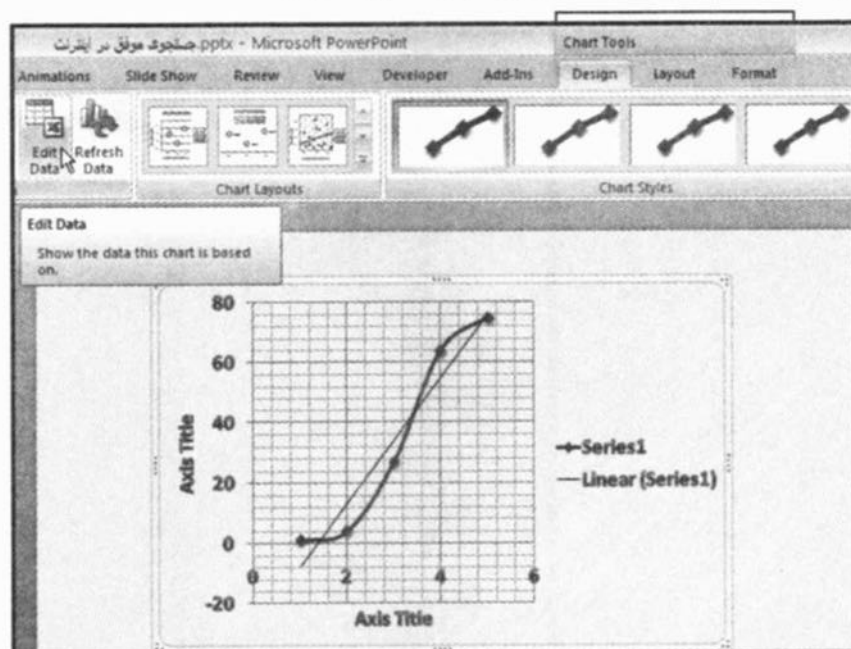 جستجوی موفق در اینترنت.pptx - Microsoft PowerPoint
Chart Tools
Animations Slide Show Review View Developer Add-Ins Design Layout Format
Edit Data
Refresh Data
Chart Layouts
Chart Styles
Edit Data
Show the data this chart is based on.
80
60
40
20
0
-20
0 2 4 6
Axis Title
Axis Title
Series1
Linear (Series1)